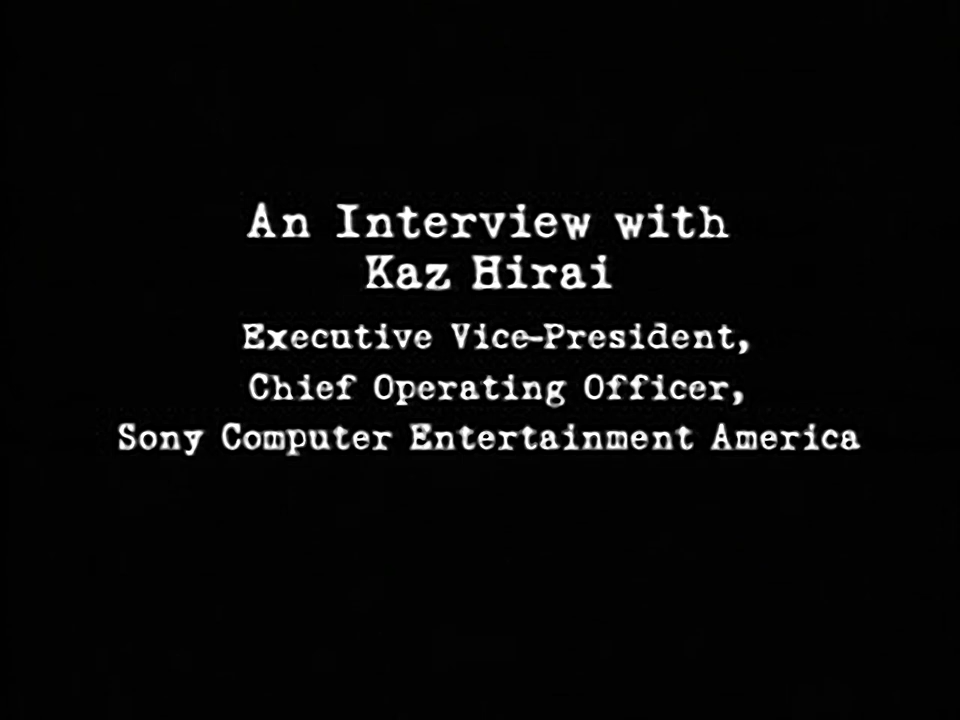 An Interview with
Kaz Hirai
Executive Vice-President,
Chief Operating Officer,
Sony Computer Entertainment America